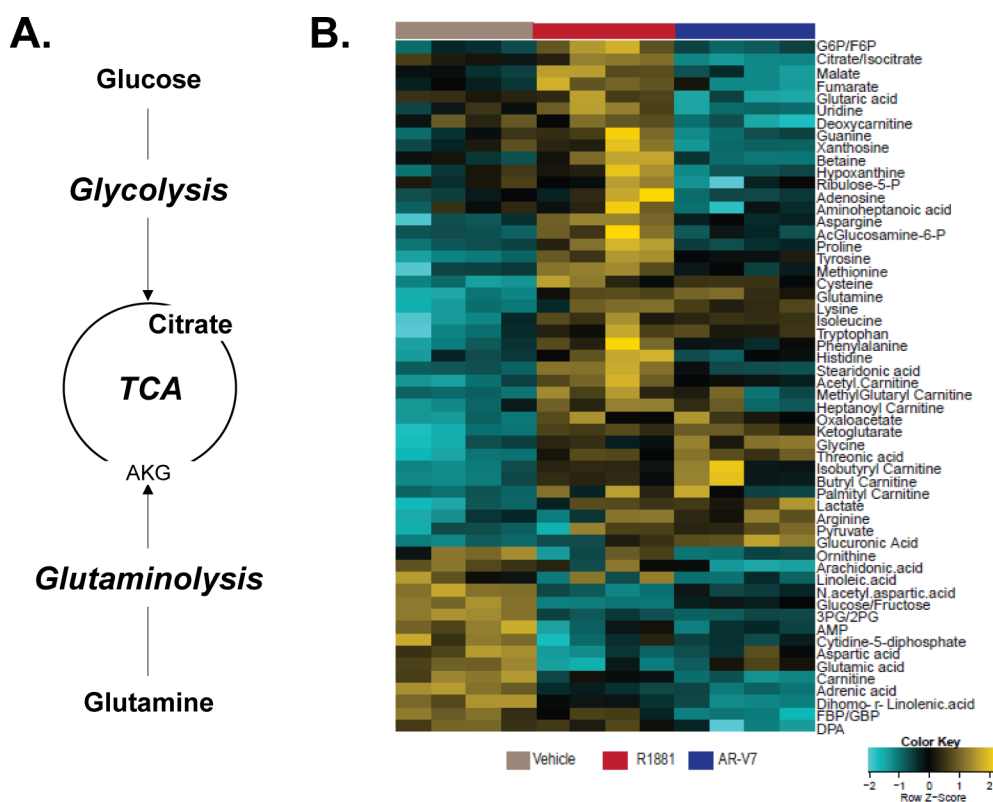 A.
Glucose
Glycolysis
Citrate
TCA
AKG
Glutaminolysis
Glutamine
B.
G6P/F6P
Citrate/Isocitrate
Malate
Fumarate
Glutaric acid
Uridine
Deoxycarnitine
Guanine
Xanthosine
Betaine
Hypoxanthine
Ribulose-5-P
Adenosine
Aminoheptanoic acid
Aspargine
AcGlucosamine-6-P
Proline
Tyrosine
Methionine
Cysteine
Glutamine
Lysine
Isoleucine
Tryptophan
Phenylalanine
Histidine
Stearidonic acid
Acetyl.Carnitine
MethylGlutaryl Carnitine
Heptanoyl Carnitine
Oxaloacetate
Ketoglutarate
Glycine
Threonic acid
Isobutyryl Carnitine
Butryl Carnitine
Palmityl Carnitine
Lactate
Arginine
Pyruvate
Glucuronic Acid
Ornithine
Arachidonic.acid
Linoleic.acid
N.acetyl.aspartic.acid
Glucose/Fructose
3PG/2PG
AMP
Cytidine-5-diphosphate
Aspartic acid
Glutamic acid
Carnitine
Adrenic acid
Dihomo- r- Linolenic.acid
FBP/GBP
DPA
Vehicle R1881 AR-V7
Color Key
−2 −1 0 1 2
Row Z-Score